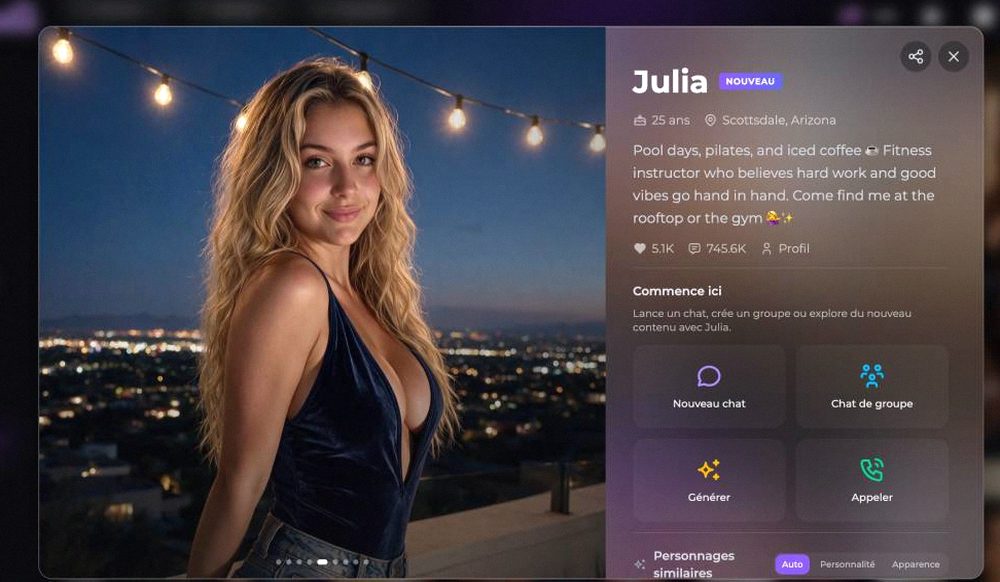 Julia NOUVEAU
25 ans Scottsdale, Arizona
Pool days, pilates, and iced coffee ☕ Fitness
instructor who believes hard work and good
vibes go hand in hand. Come find me at the
rooftop or the gym 🤸‍♀️✨
5.1K 745.6K Profil
Commence ici
Lance un chat, crée un groupe ou explore du nouveau
contenu avec Julia.
Nouveau chat Chat de groupe
Générer Appeler
Personnages
similaires
Auto Personnalité Apparence